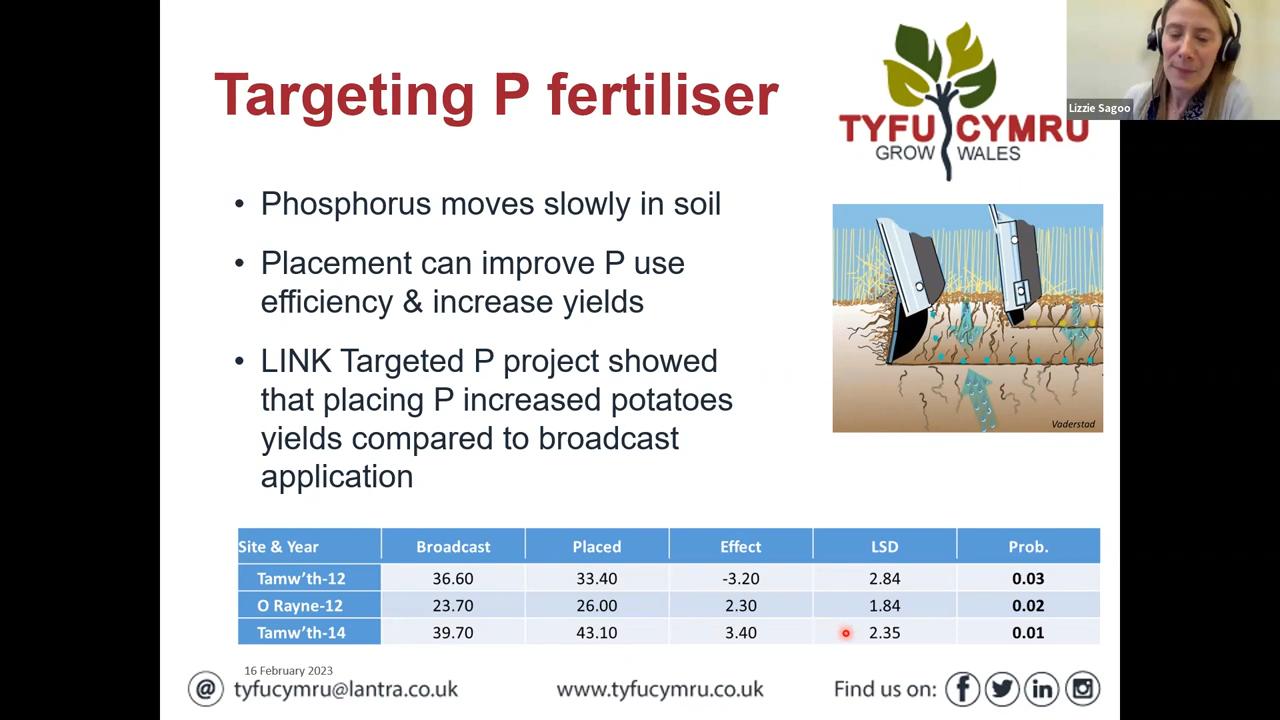 Targeting P fertiliser
TYFU CYMRU
GROW WALES
Lizzie Sagoo
• Phosphorus moves slowly in soil
• Placement can improve P use
efficiency & increase yields
• LINK Targeted P project showed
that placing P increased potatoes
yields compared to broadcast
application
Vaderstad
Site & Year Broadcast Placed Effect LSD Prob.
Tamw'th-12 36.60 33.40 -3.20 2.84 0.03
O Rayne-12 23.70 26.00 2.30 1.84 0.02
Tamw'th-14 39.70 43.10 3.40 2.35 0.01
16 February 2023
@ tyfucymru@lantra.co.uk www.tyfucymru.co.uk Find us on: